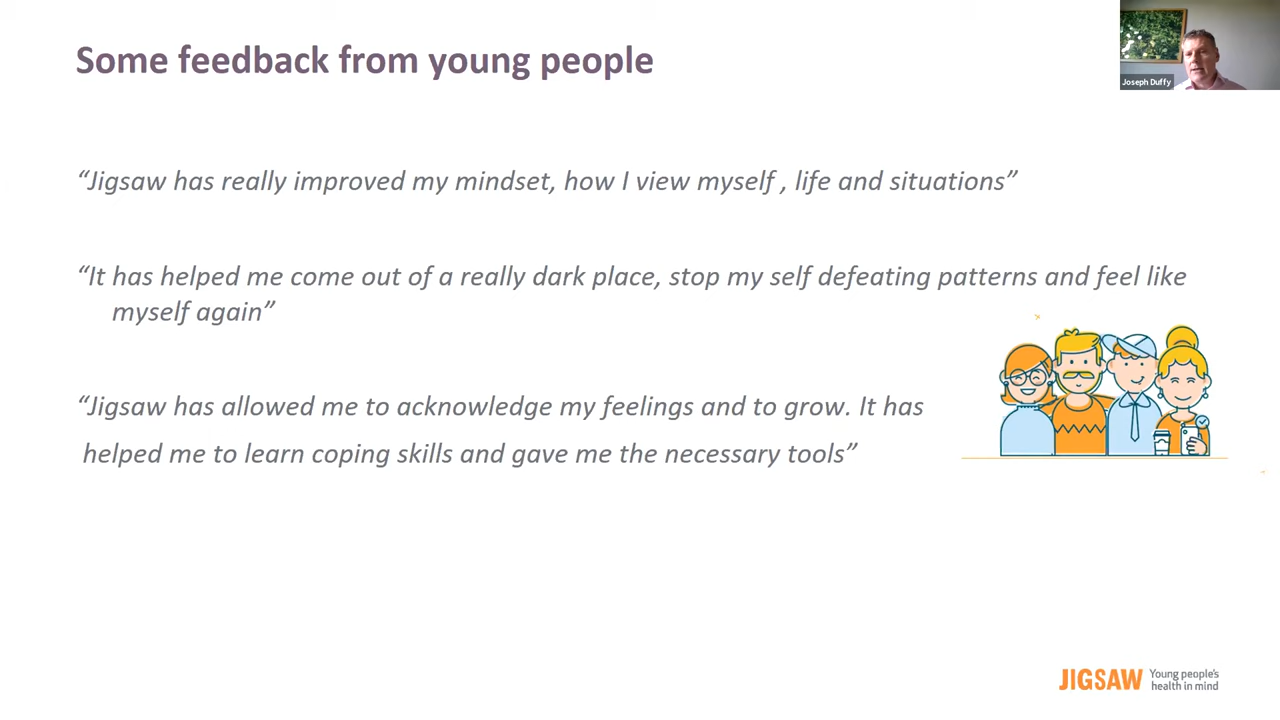 Some feedback from young people
Joseph Duffy
“Jigsaw has really improved my mindset, how I view myself , life and situations”
“It has helped me come out of a really dark place, stop my self defeating patterns and feel like
myself again”
“Jigsaw has allowed me to acknowledge my feelings and to grow. It has
helped me to learn coping skills and gave me the necessary tools”
JIGSAW
Young people's
health in mind